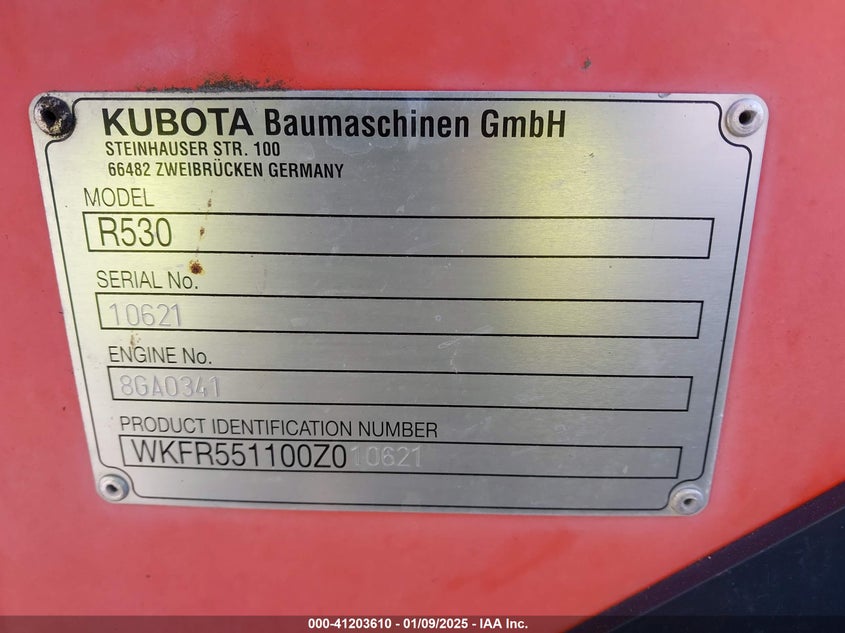 KUBOTA Baumaschinen GmbH
STEINHAUSER STR. 100
66482 ZWEIBRÜCKEN GERMANY
MODEL
R530
SERIAL No.
10621
ENGINE No.
8GA0341
PRODUCT IDENTIFICATION NUMBER
WKFR551100Z010621
000-41203610 - 01/09/2025 - IAA Inc.